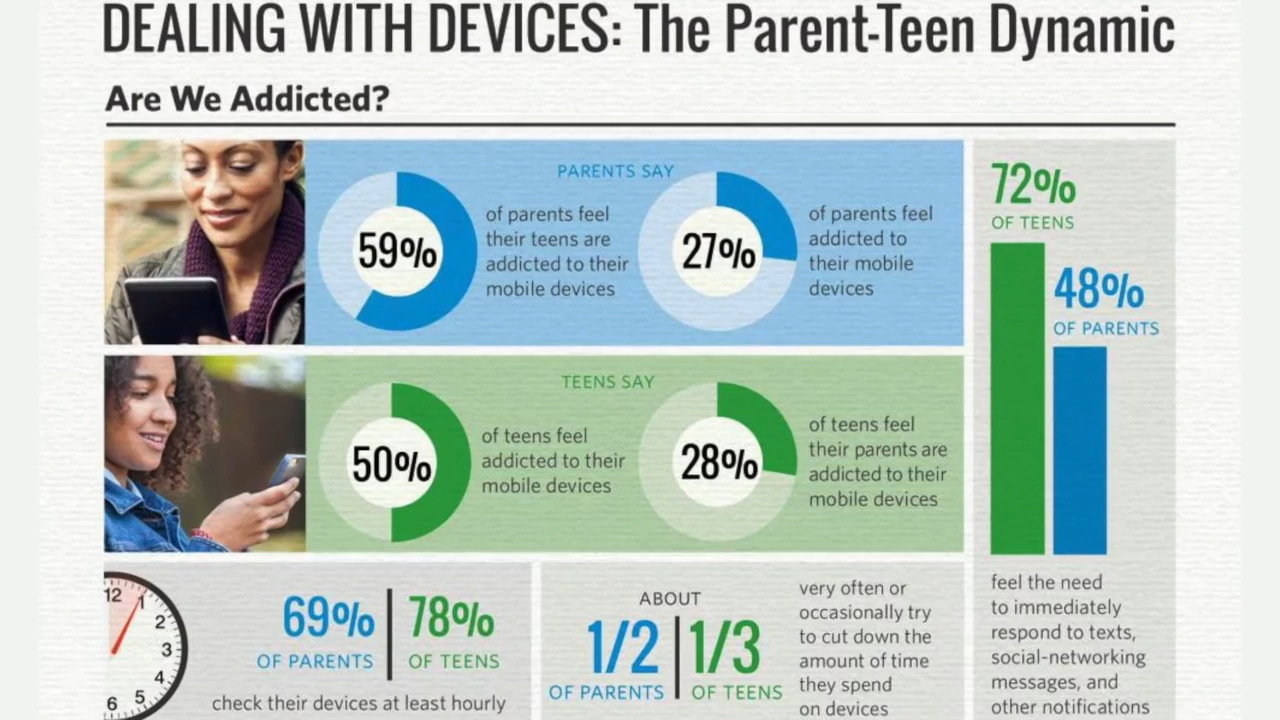 DEALING WITH DEVICES: The Parent-Teen Dynamic
Are We Addicted?
PARENTS SAY
59%
of parents feel
their teens are
addicted to their
mobile devices
27%
of parents feel
addicted to
their mobile
devices
TEENS SAY
50%
of teens feel
addicted to their
mobile devices
28%
of teens feel
their parents are
addicted to their
mobile devices
72%
OF TEENS
48%
OF PARENTS
feel the need
to immediately
respond to texts,
social-networking
messages, and
other notifications
12
1
2
3
4
5
6
69%
OF PARENTS
78%
OF TEENS
check their devices at least hourly
ABOUT
1/2
OF PARENTS
1/3
OF TEENS
very often or
occasionally try
to cut down the
amount of time
they spend
on devices